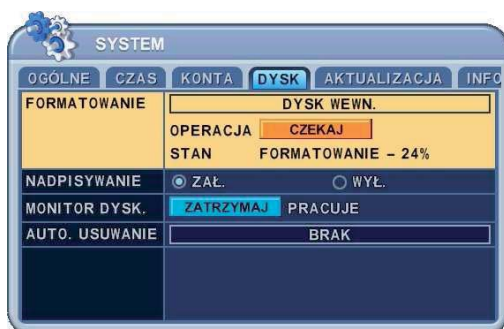 SYSTEM
OGÓLNE CZAS KONTA DYSK AKTUALIZACJA INFO
FORMATOWANIE DYSK WEWN.
OPERACJA CZEKAJ
STAN FORMATOWANIE – 24%
NADPISYWANIE ZAŁ. WYŁ.
MONITOR DYSK. ZATRZYMAJ PRACUJE
AUTO. USUWANIE BRAK